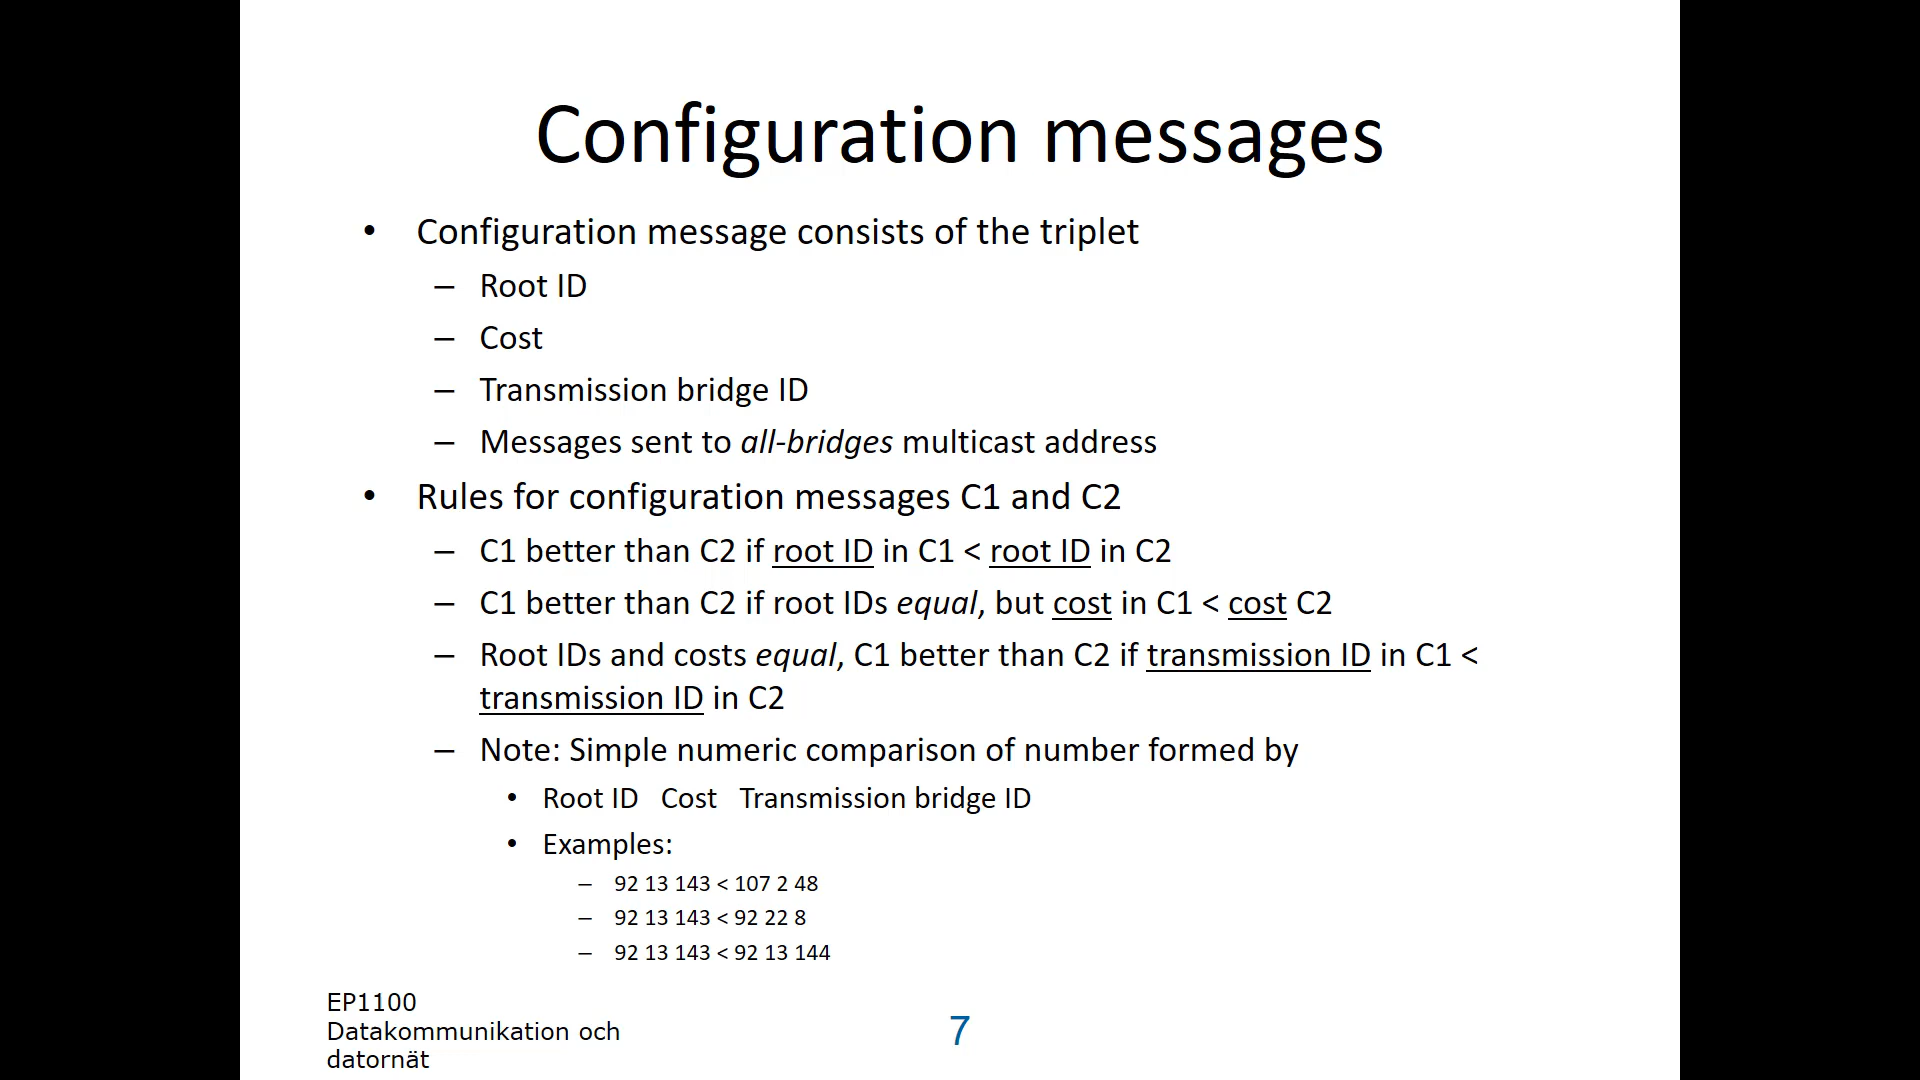 Configuration messages
• Configuration message consists of the triplet
– Root ID
– Cost
– Transmission bridge ID
– Messages sent to all-bridges multicast address
• Rules for configuration messages C1 and C2
– C1 better than C2 if root ID in C1 < root ID in C2
– C1 better than C2 if root IDs equal, but cost in C1 < cost C2
– Root IDs and costs equal, C1 better than C2 if transmission ID in C1 <
transmission ID in C2
– Note: Simple numeric comparison of number formed by
• Root ID Cost Transmission bridge ID
• Examples:
– 92 13 143 < 107 2 48
– 92 13 143 < 92 22 8
– 92 13 143 < 92 13 144
EP1100
Datakommunikation och
datornät
7